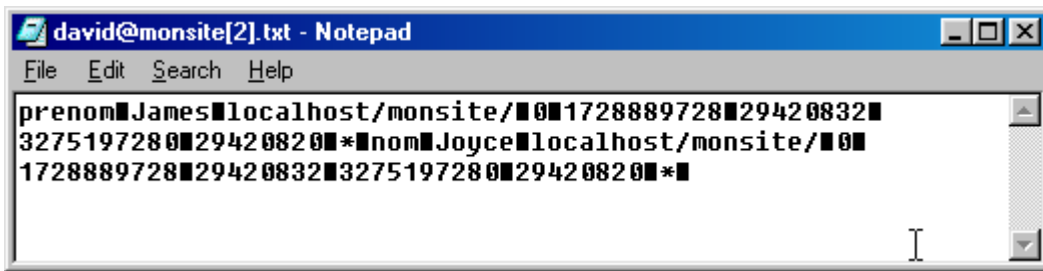 david@monsite[2].txt - Notepad
File Edit Search Help
prenom■James■localhost/monsite/■0■1728889728■29420832■
3275197280■29420820■*■nom■Joyce■localhost/monsite/■0■
1728889728■29420832■3275197280■29420820■*■